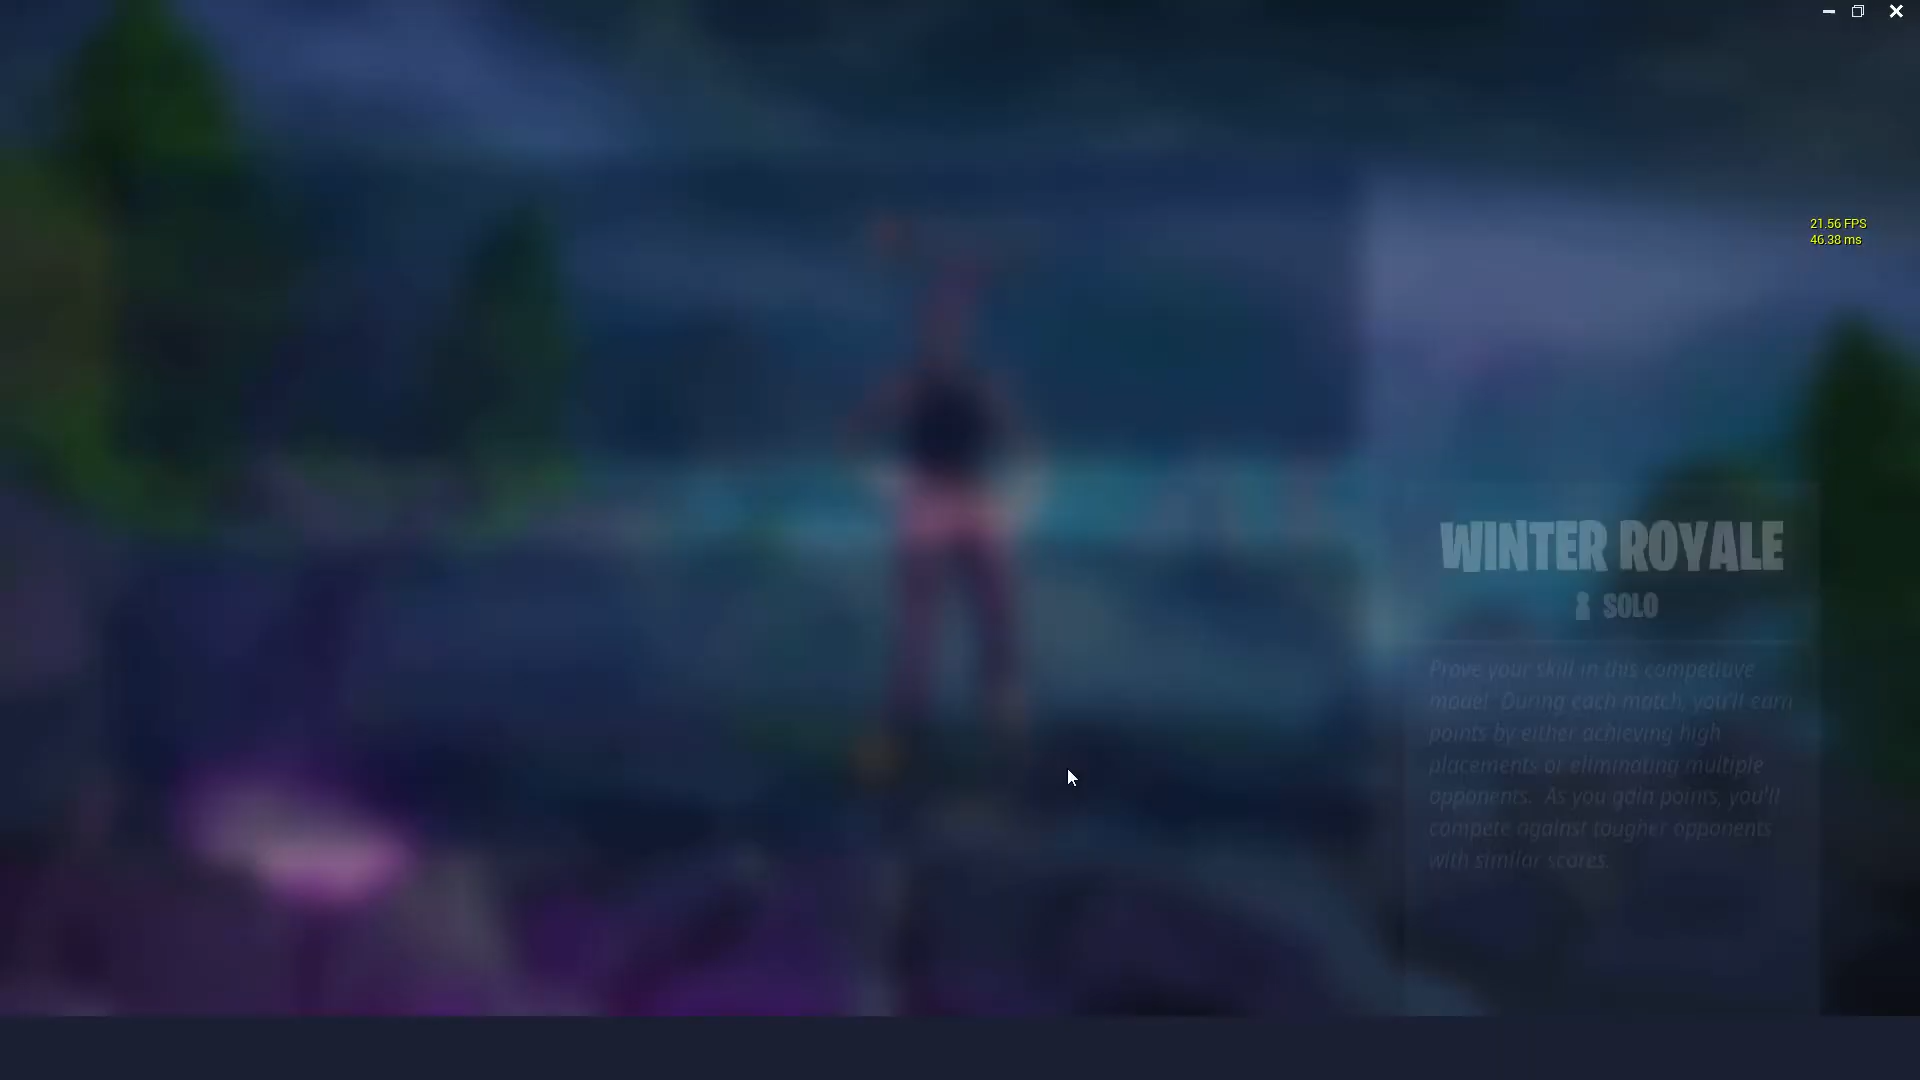 21.56 FPS
46.38 ms
WINTER ROYALE
SOLO
Prove your skill in this competitive
mode!  During each match, you'll earn
points by either achieving high
placements or eliminating multiple
opponents.  As you gain points, you'll
compete against tougher opponents
with similar scores.